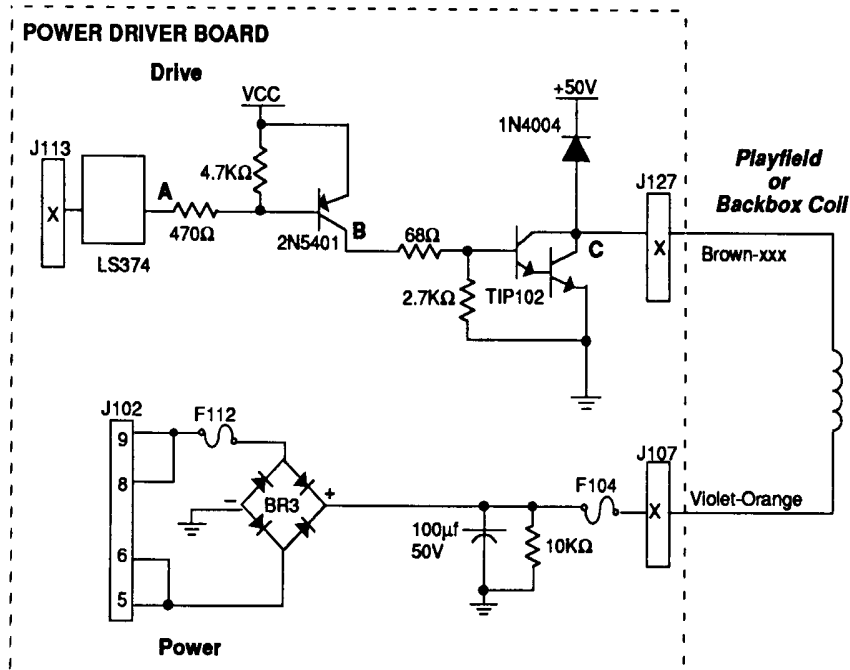 POWER DRIVER BOARD
Drive
VCC
+50V
1N4004
J113
4.7KΩ
A
X
470Ω
2N5401
B
68Ω
C
J127
X
Playfield
or
Backbox Coil
Brown-xxx
LS374
2.7KΩ
TIP102
J102
F112
9
8
6
5
BR3
−
+
100µf
50V
10KΩ
F104
J107
X
Violet-Orange
Power